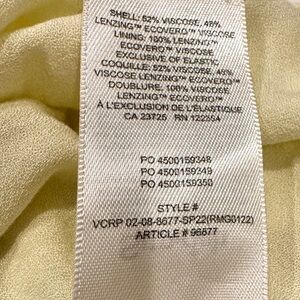 SHELL: 52% VISCOSE, 48%
LENZING™ ECOVERO™ VISCOSE
LINING: 100% LENZING™
ECOVERO™ VISCOSE
EXCLUSIVE OF ELASTIC
COQUILLE: 52% VISCOSE, 48%
VISCOSE LENZING™ ECOVERO™
DOUBLURE: 100% VISCOSE
LENZING™ ECOVERO™
À L'EXCLUSION DE L'ÉLASTIQUE
CA 23725 RN 122554
PO 4500159348
PO 4500159349
PO 4500159350
STYLE #
VCRP 02-08-8677-SP22(RMG0122)
ARTICLE # 96877